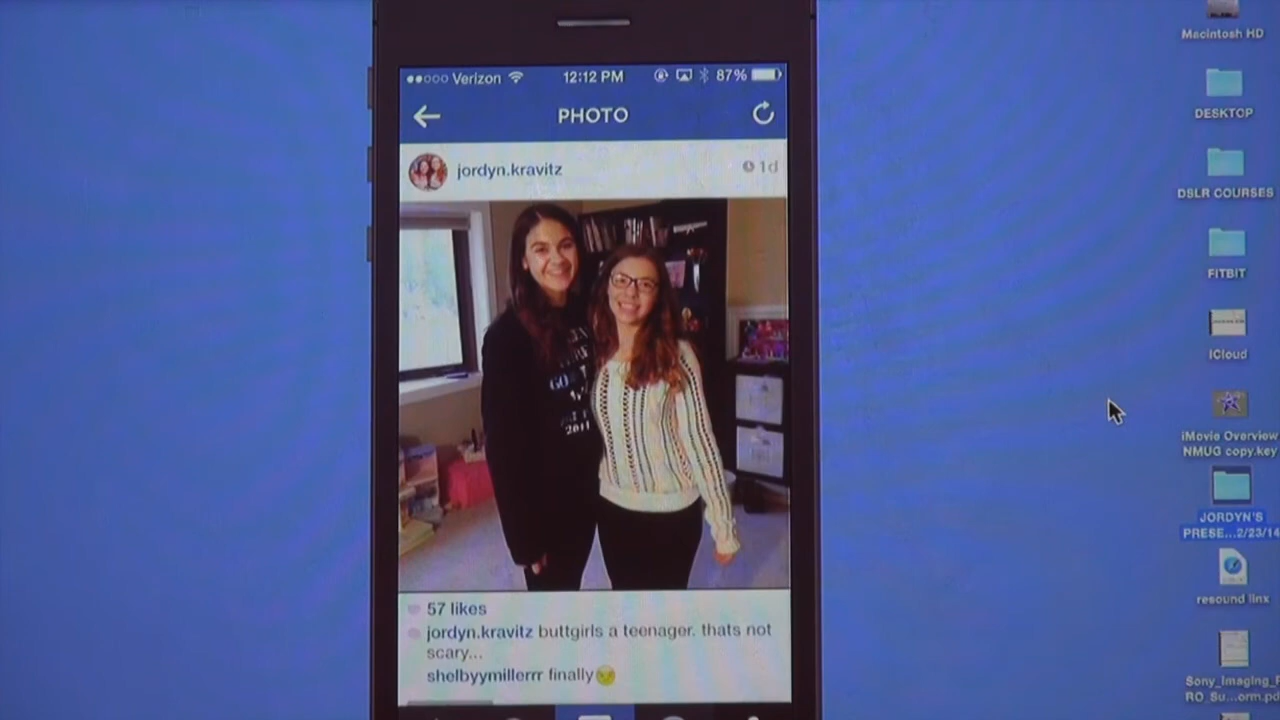 Verizon 12:12 PM 87%
PHOTO
jordyn.kravitz 1d
2011
57 likes
jordyn.kravitz buttgirls a teenager. thats not
scary...
shelbyymillerrr finally
Macintosh HD
DESKTOP
DSLR COURSES
FITBIT
iCloud
iMovie Overview
NMUG copy.key
JORDYN'S
PRESE...2/23/14
resound linx
Sony_Imaging_P
RO_Su...orm.pd